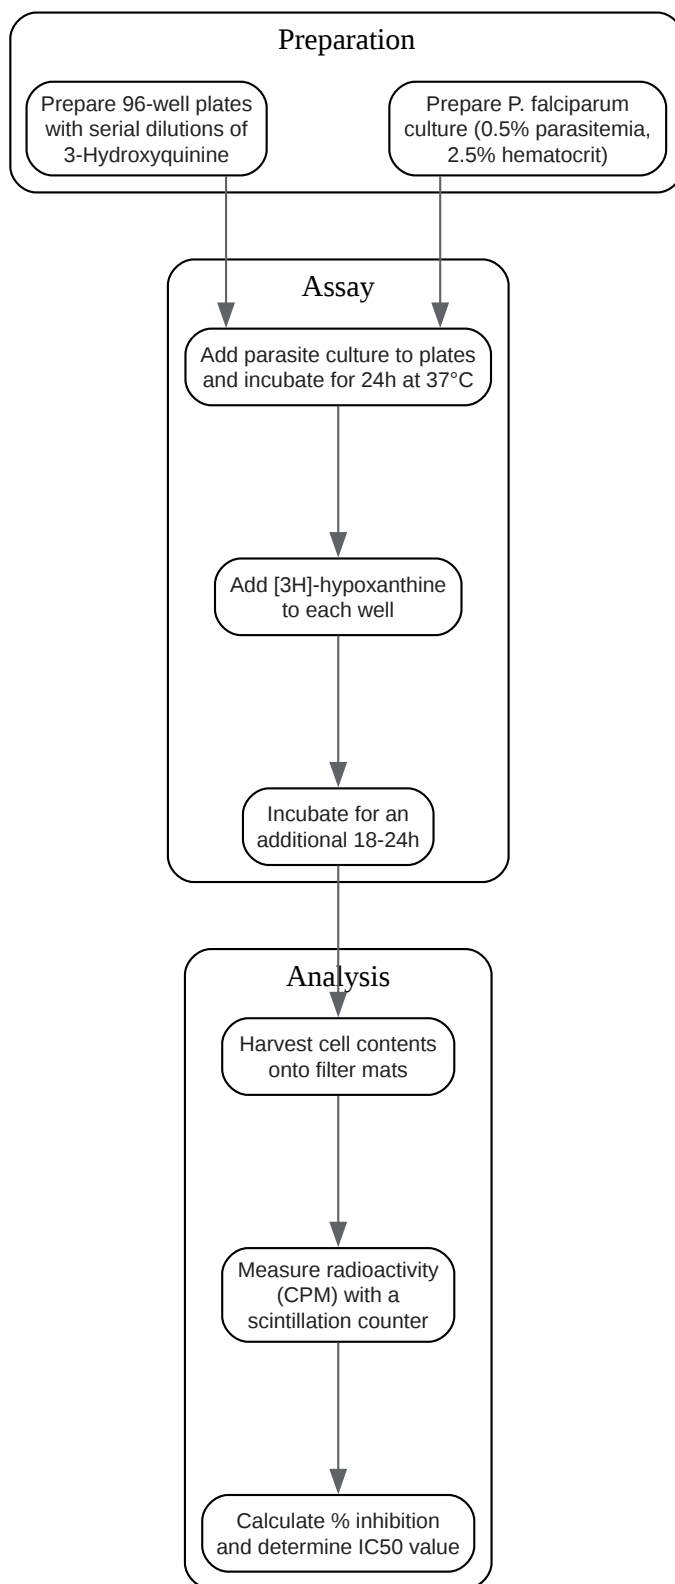 Preparation
Prepare 96-well plates
with serial dilutions of
3-Hydroxyquinine
Prepare P. falciparum
culture (0.5% parasitemia,
2.5% hematocrit)
Assay
Add parasite culture to plates
and incubate for 24h at 37°C
Add [3H]-hypoxanthine
to each well
Incubate for an
additional 18-24h
Analysis
Harvest cell contents
onto filter mats
Measure radioactivity
(CPM) with a
scintillation counter
Calculate % inhibition
and determine IC50 value